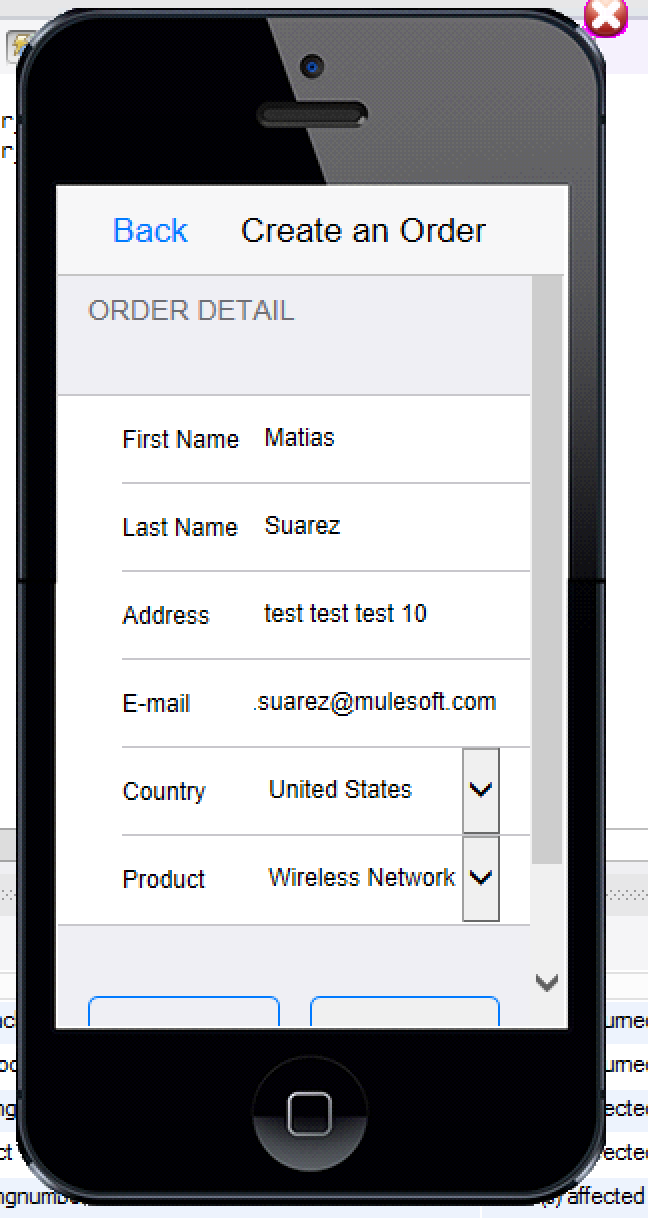 Back Create an Order
ORDER DETAIL
First Name Matias
Last Name Suarez
Address test test test 10
E-mail .suarez@mulesoft.com
Country United States
Product Wireless Network
affected